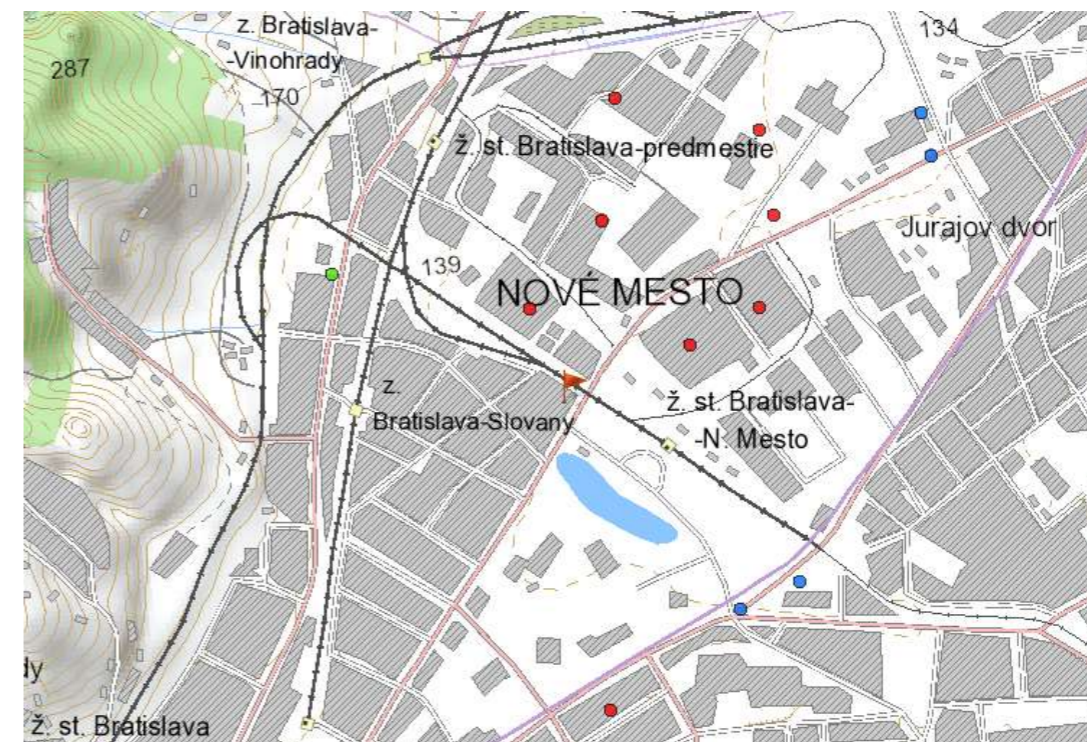 z. Bratislava-
-Vinohrady
134
287
170
ž. st. Bratislava-predmestie
Jurajov dvor
139
NOVÉ MESTO
z.
Bratislava-Slovany
ž. st. Bratislava-
-N. Mesto
dy
ž. st. Bratislava